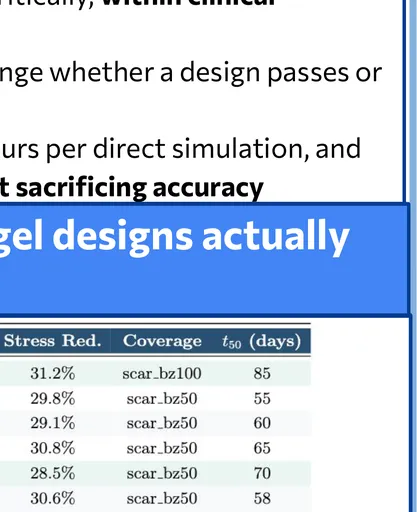 within clinical
nge whether a design passes or
urs per direct simulation, and
t sacrificing accuracy
gel designs actually
Stress Red. Coverage t₅₀ (days)
31.2% scar_bz100 85
29.8% scar_bz50 55
29.1% scar_bz50 60
30.8% scar_bz50 65
28.5% scar_bz50 70
30.6% scar_bz50 58